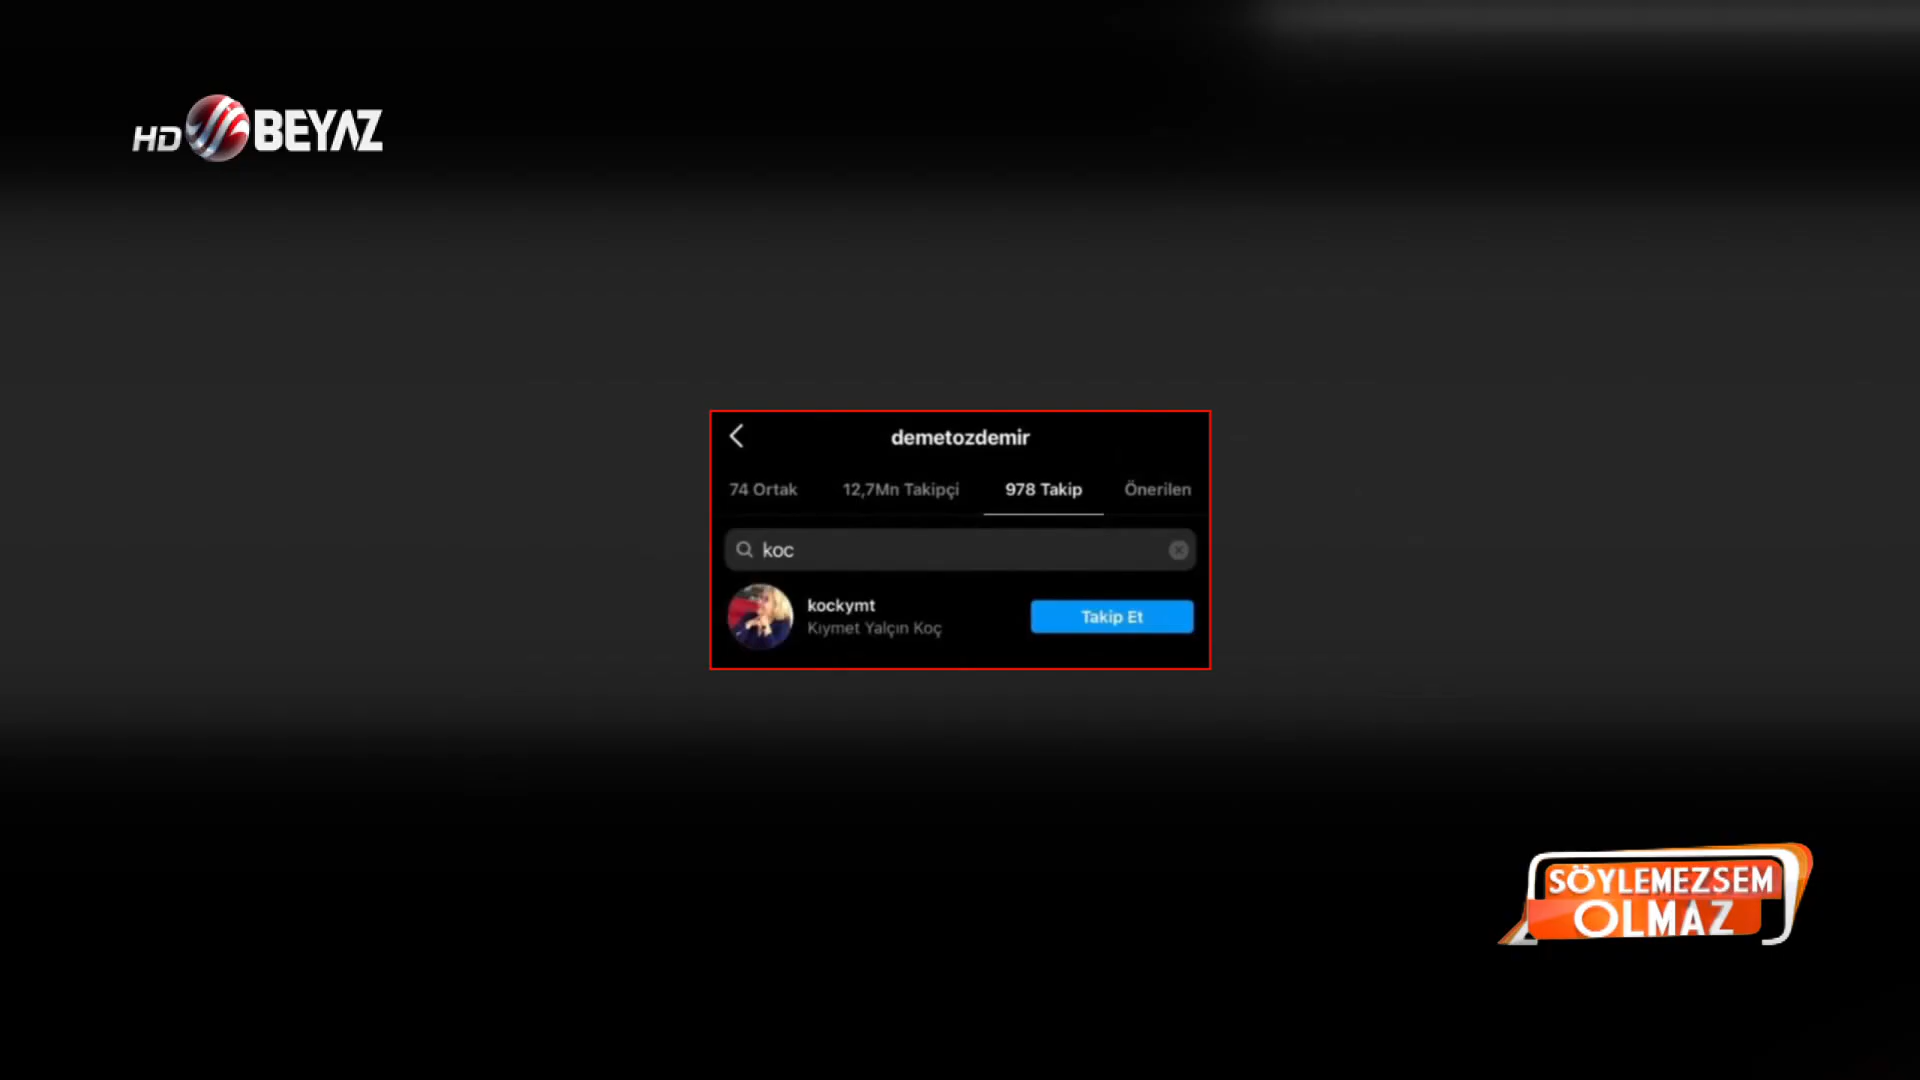 HD BEYAZ
demetozdemir
74 Ortak 12,7Mn Takipçi 978 Takip Önerilen
koc
kockymt
Kıymet Yalçın Koç
Takip Et
SÖYLEMEZSEM
OLMAZ